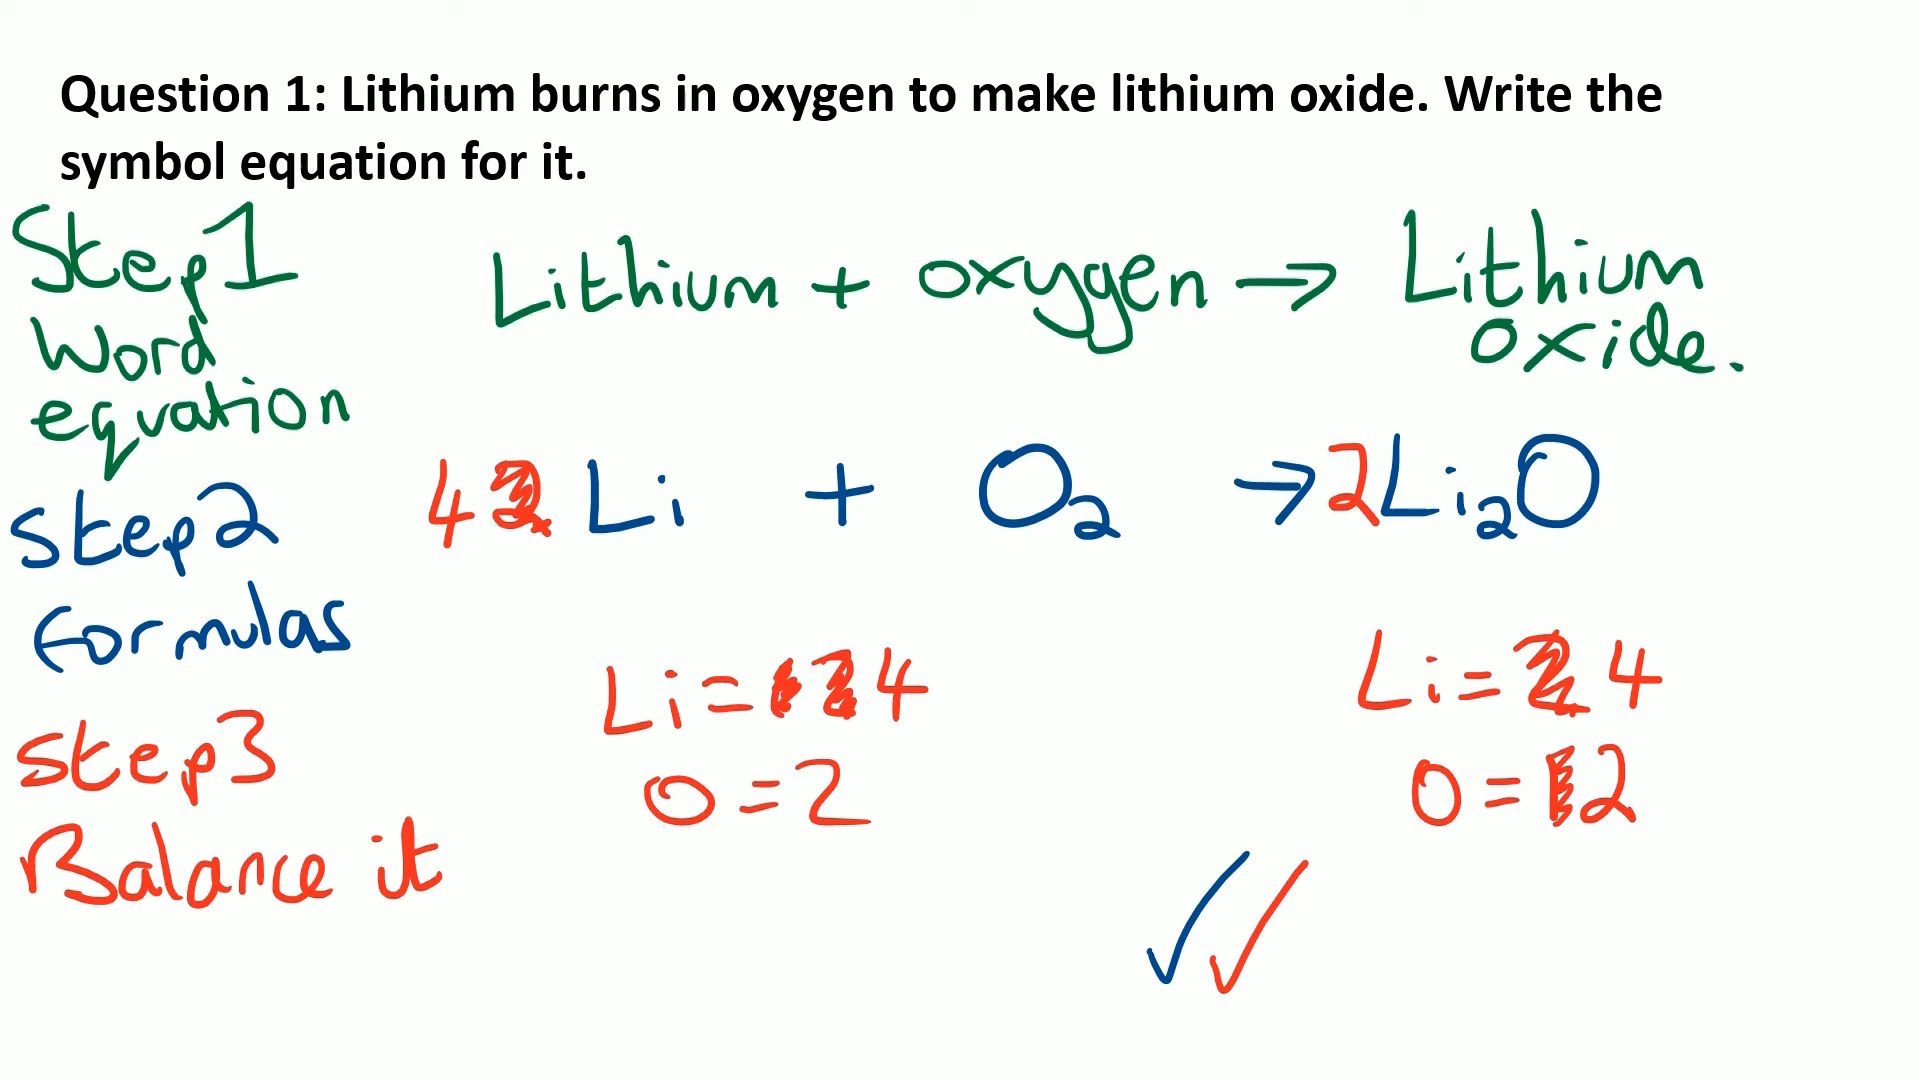 Question 1: Lithium burns in oxygen to make lithium oxide. Write the
symbol equation for it.
Step 1
Word
equation
Lithium + oxygen → Lithium
oxide.
Step 2
formulas
4 Li + O₂ → 2Li₂O
Step 3
Balance it
Li = 4
O = 2
Li = 4
O = 2